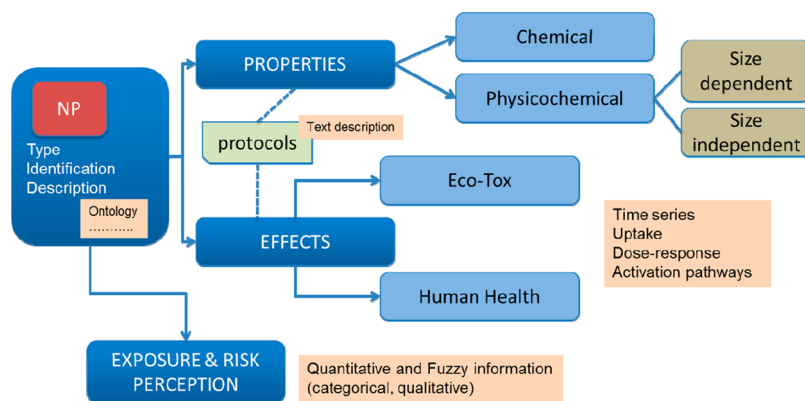 Chemical
PROPERTIES
Size
dependent
NP
Physicochemical
Text description
protocols
Size
independent
Type
Identification
Description
Eco-Tox
Ontology
...........
Time series
Uptake
Dose-response
Activation pathways
EFFECTS
Human Health
EXPOSURE & RISK
PERCEPTION
Quantitative and Fuzzy information
(categorical, qualitative)